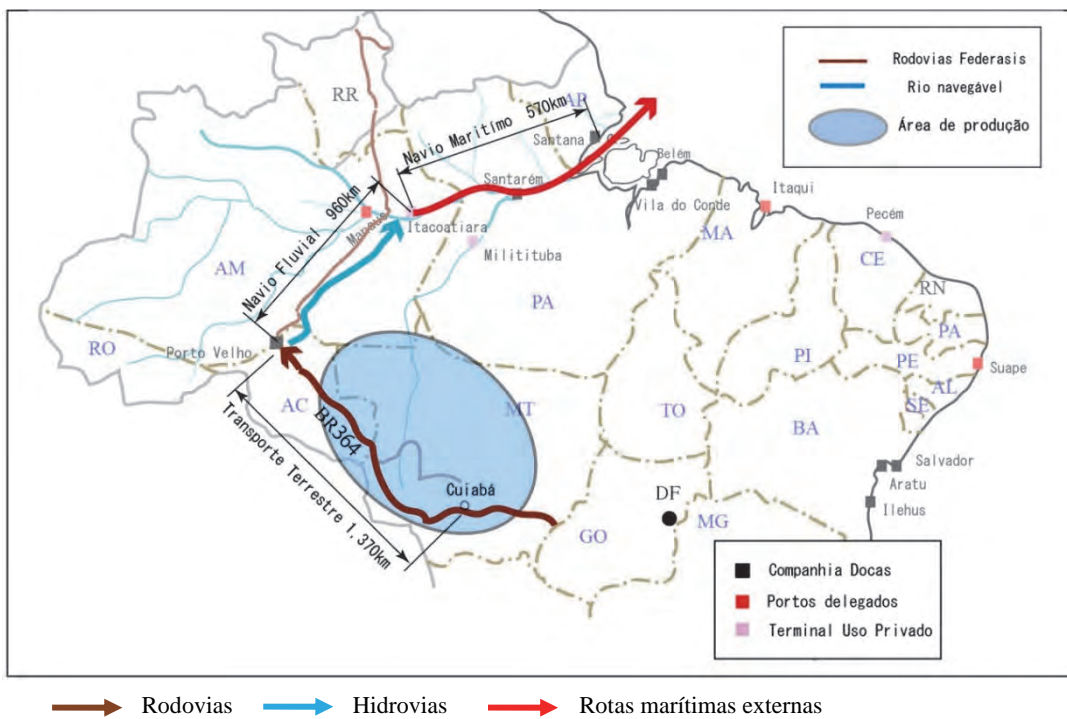 Rodovias Federasis
Rio navegável
Área de produção
RR
AP
Navio Marítimo 570km
Santana
Belém
Santarém
Vila do Conde
Itaqui
Pecém
Navio Fluvial 960km
Manaus
Itacoatiara
Militituba
MA
CE
RN
AM
PA
PA
RO
Porto Velho
PI
PE
Suape
AL
SE
AC
BR364
MT
TO
BA
Transporte Terrestre 1,370km
Cuiabá
Salvador
Aratu
Ilehus
DF
GO
MG
Companhia Docas
Portos delegados
Terminal Uso Privado
Rodovias
Hidrovias
Rotas marítimas externas